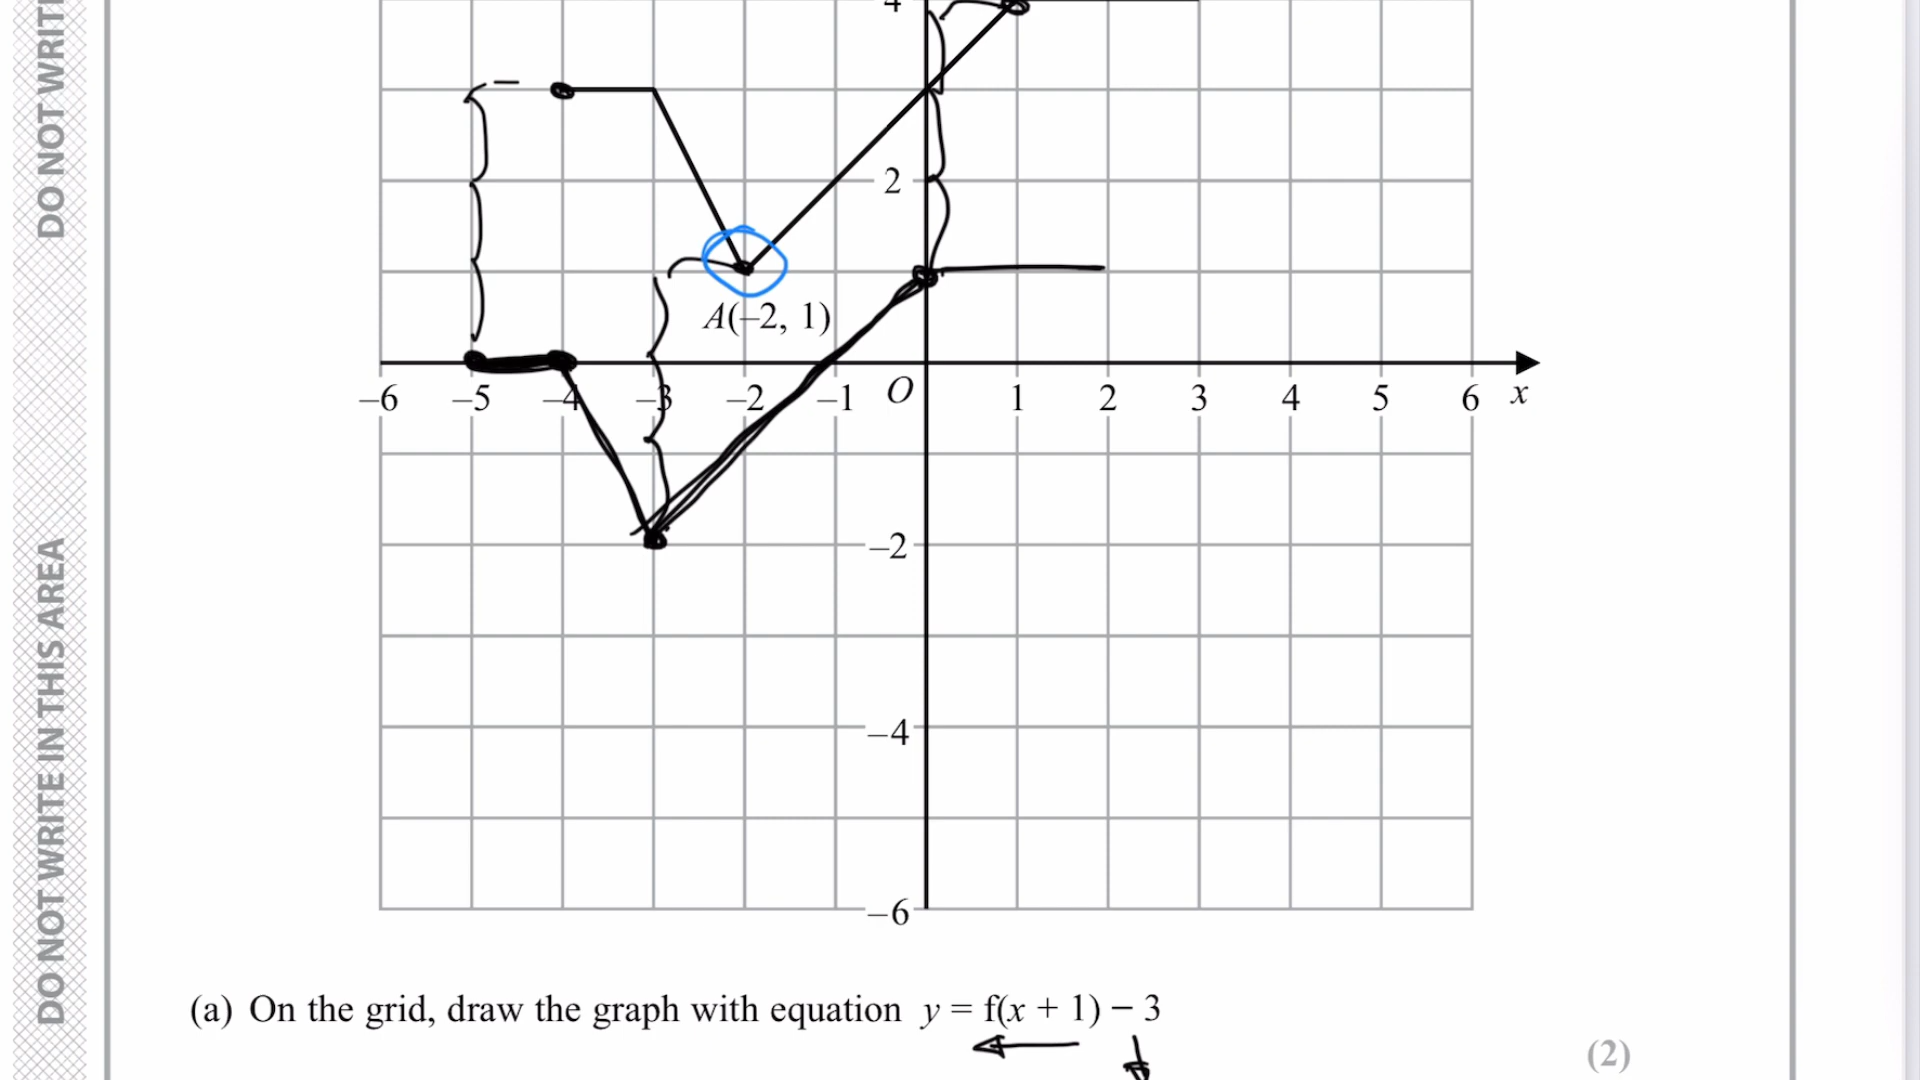 DO NOT WRITE
DO NOT WRITE IN THIS AREA
4
2
A(–2, 1)
–6 –5 –4 –3 –2 –1 O 1 2 3 4 5 6 x
–2
–4
–6
(a) On the grid, draw the graph with equation y = f(x + 1) – 3
(2)